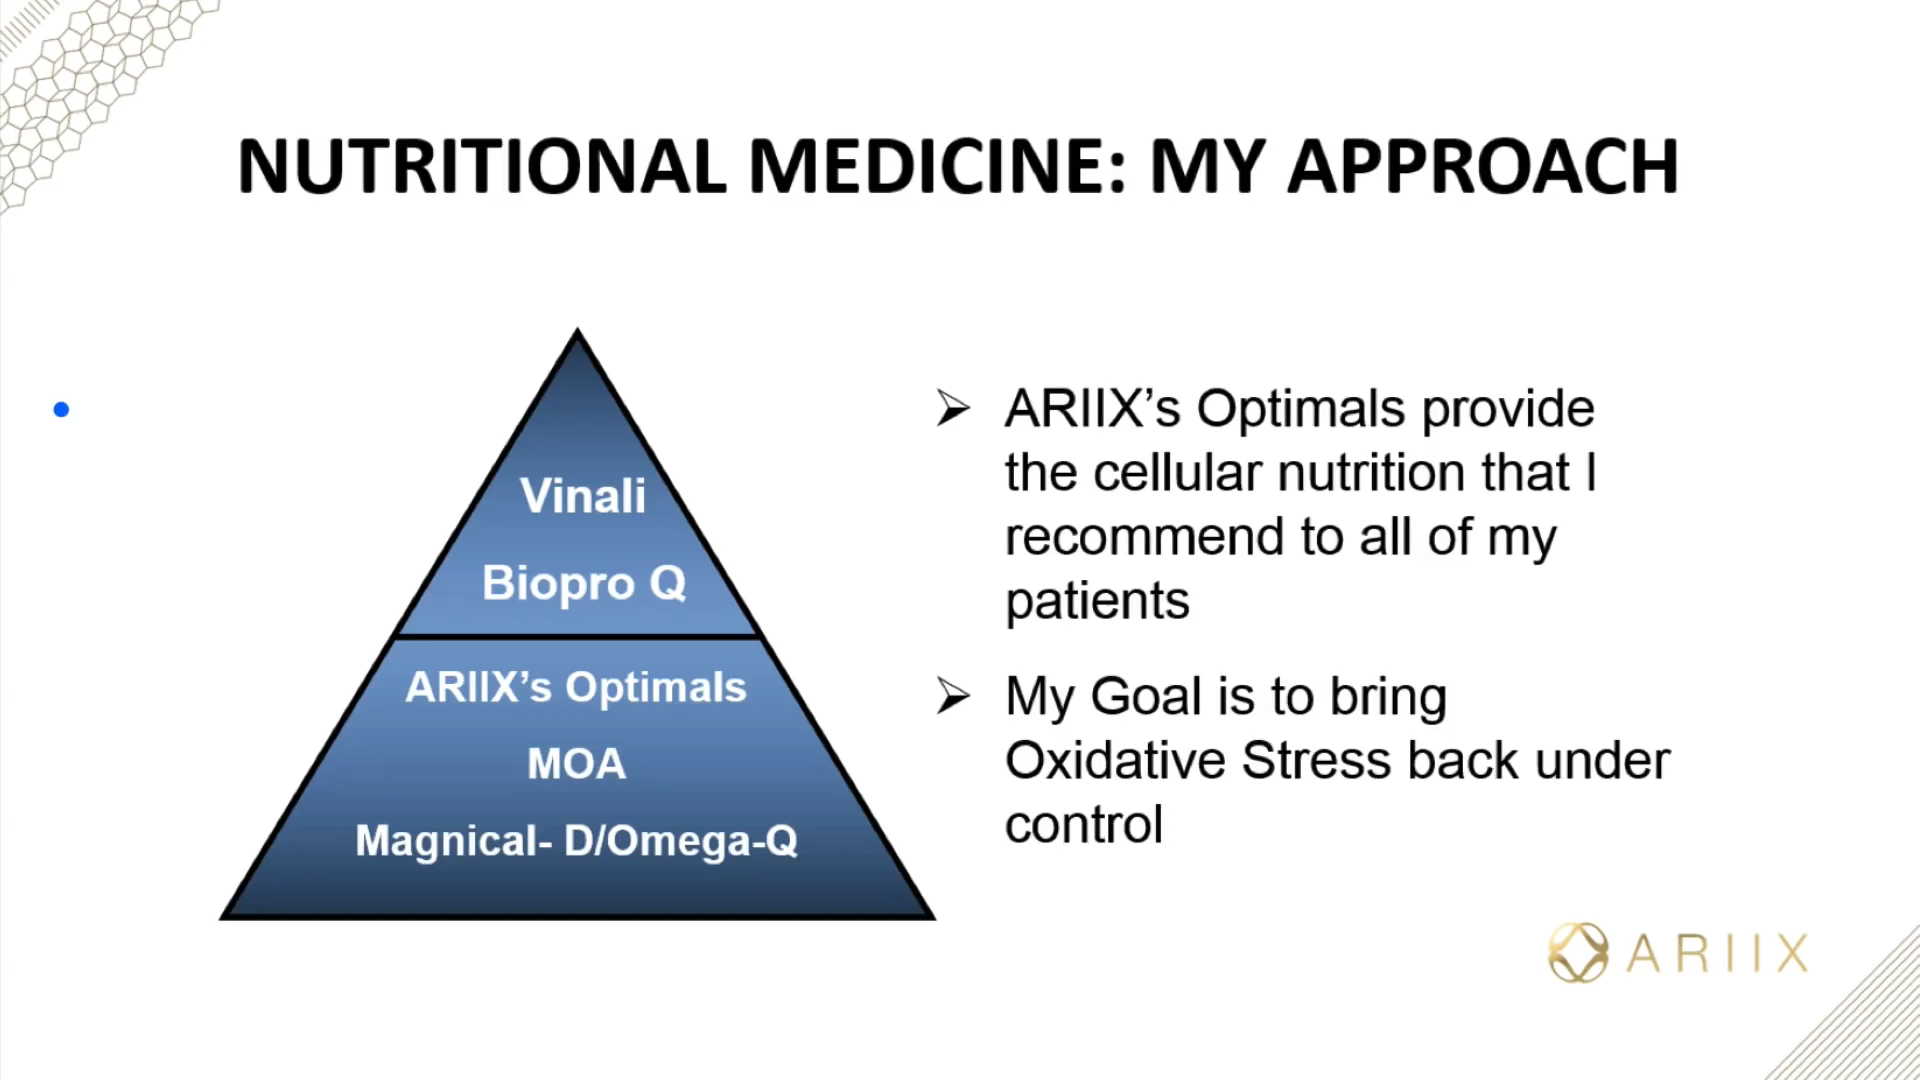 NUTRITIONAL MEDICINE: MY APPROACH
Vinali
Biopro Q
ARIIX’s Optimals
MOA
Magnical- D/Omega-Q
ARIIX’s Optimals provide
the cellular nutrition that I
recommend to all of my
patients
My Goal is to bring
Oxidative Stress back under
control
ARIIX